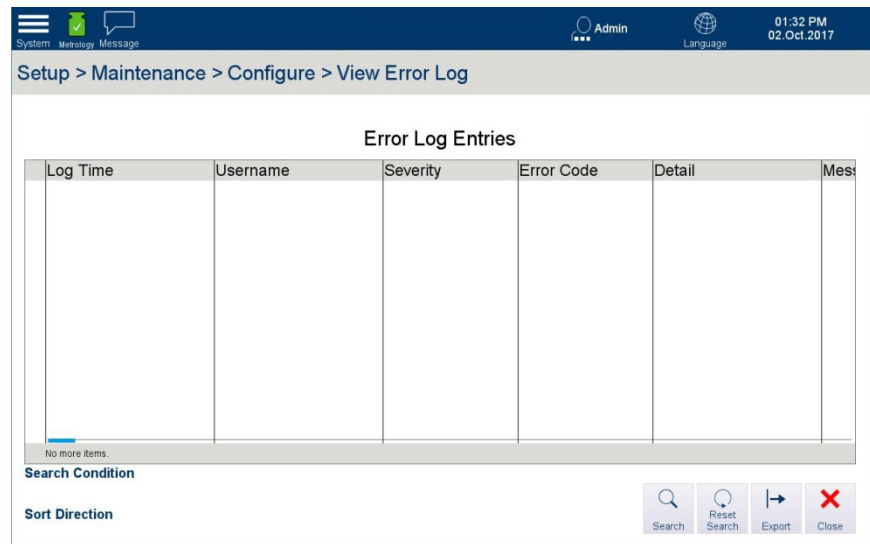 Admin
01:32 PM
02.Oct.2017
System Metrology Message
Language
Setup > Maintenance > Configure > View Error Log
Error Log Entries
Log Time Username Severity Error Code Detail Mess
No more items.
Search Condition
Sort Direction
Search
Reset
Search
Export
Close